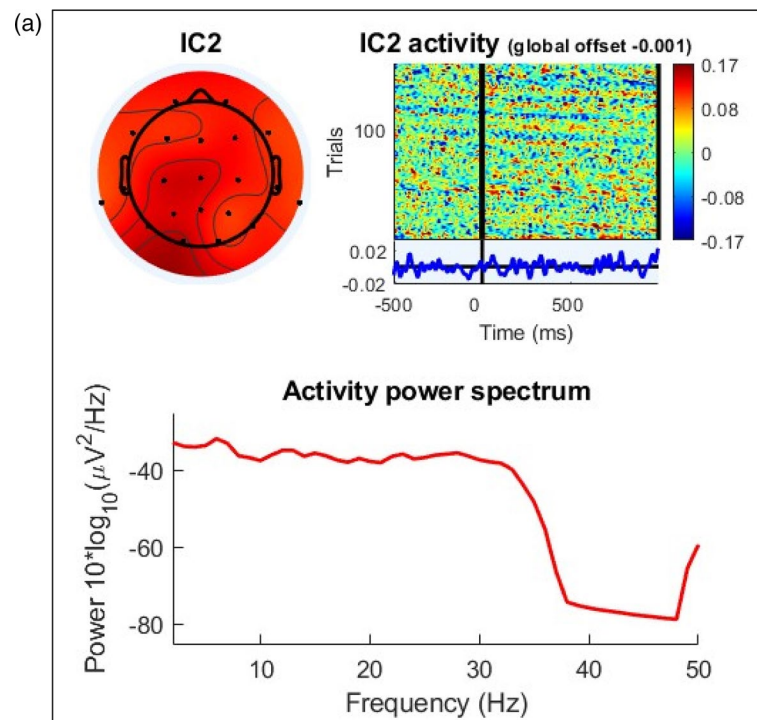 (a)
IC2
IC2 activity (global offset -0.001)
Trials
100
0.17
0.08
0
-0.08
-0.17
0.02
-0.02
-500
0
500
Time (ms)
Activity power spectrum
Power 10*log₁₀(μV²/Hz)
-40
-60
-80
10
20
30
40
50
Frequency (Hz)